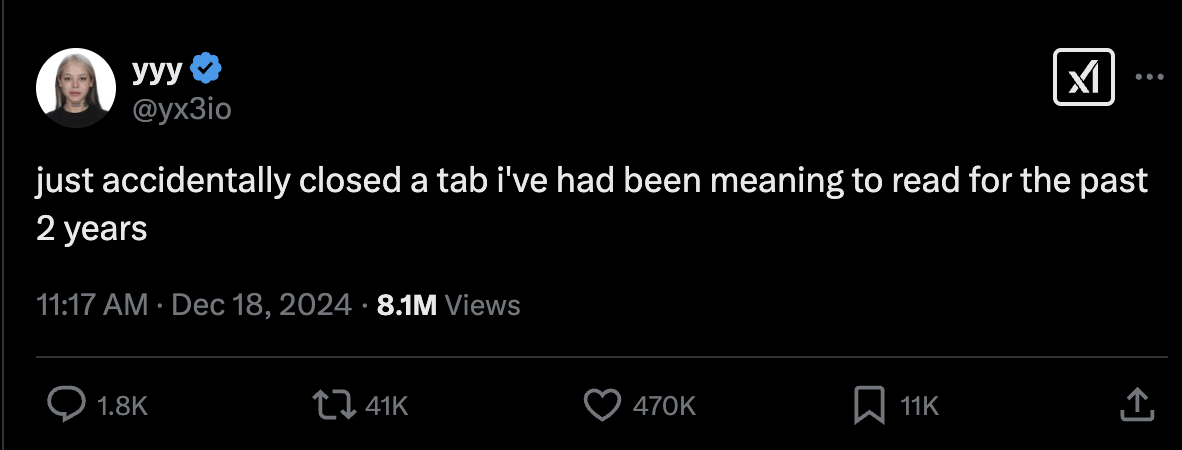 yyy
@yx3io
just accidentally closed a tab i've had been meaning to read for the past
2 years
11:17 AM · Dec 18, 2024 · 8.1M Views
1.8K 41K 470K 11K